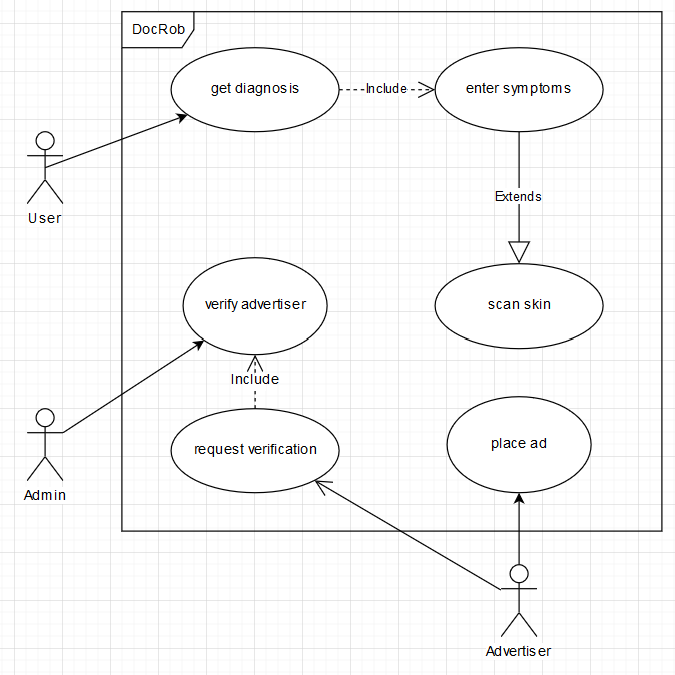 DocRob
get diagnosis
Include
enter symptoms
User
Extends
verify advertiser
scan skin
Include
request verification
place ad
Admin
Advertiser